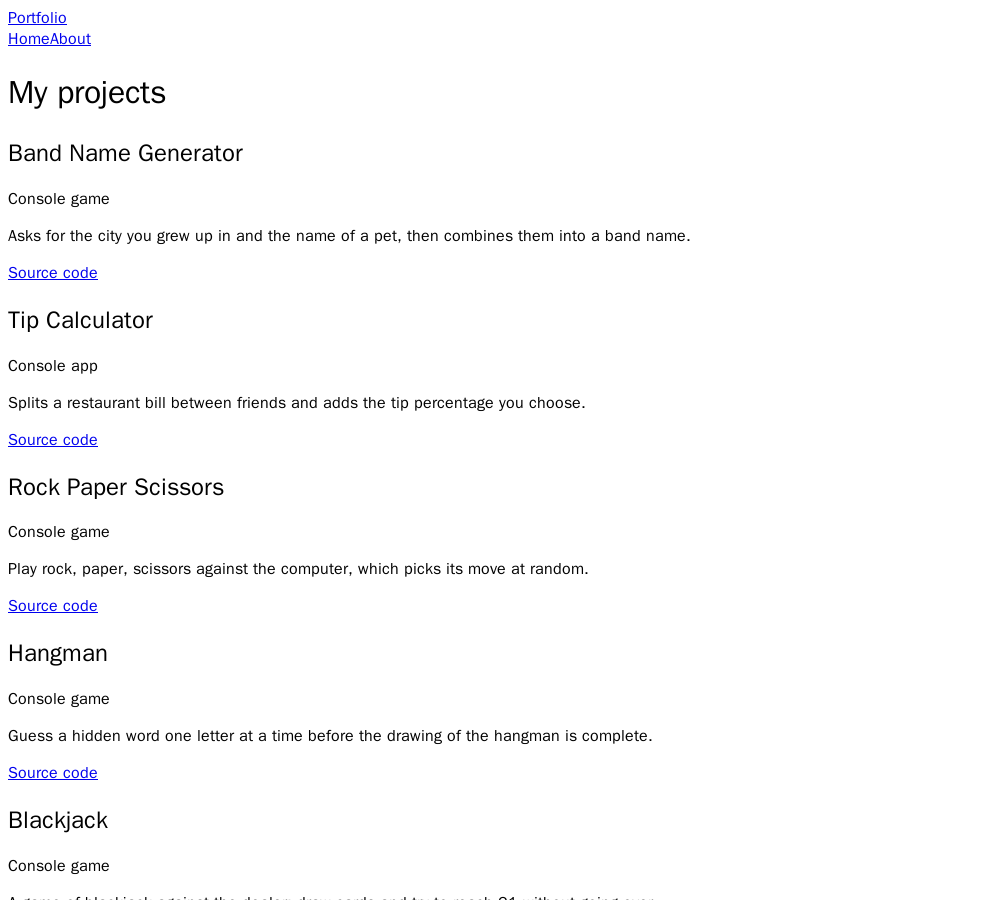 Portfolio
HomeAbout
My projects
Band Name Generator
Console game
Asks for the city you grew up in and the name of a pet, then combines them into a band name.
Source code
Tip Calculator
Console app
Splits a restaurant bill between friends and adds the tip percentage you choose.
Source code
Rock Paper Scissors
Console game
Play rock, paper, scissors against the computer, which picks its move at random.
Source code
Hangman
Console game
Guess a hidden word one letter at a time before the drawing of the hangman is complete.
Source code
Blackjack
Console game